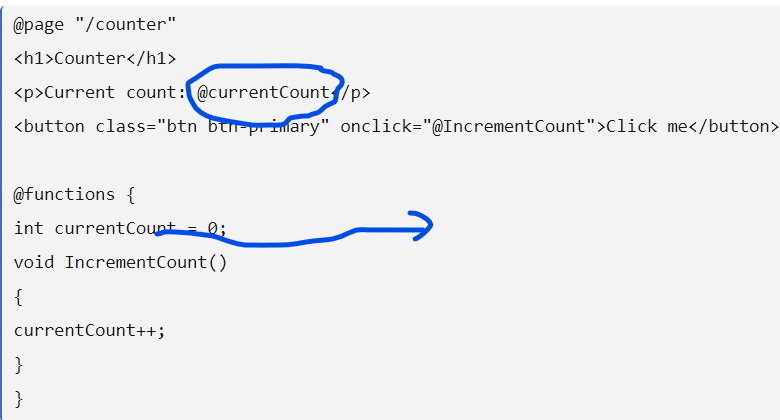 @page "/counter"
<h1>Counter</h1>
<p>Current count: @currentCount</p>
<button class="btn btn-primary" onclick="@IncrementCount">Click me</button>
@functions {
int currentCount = 0;
void IncrementCount()
{
currentCount++;
}
}